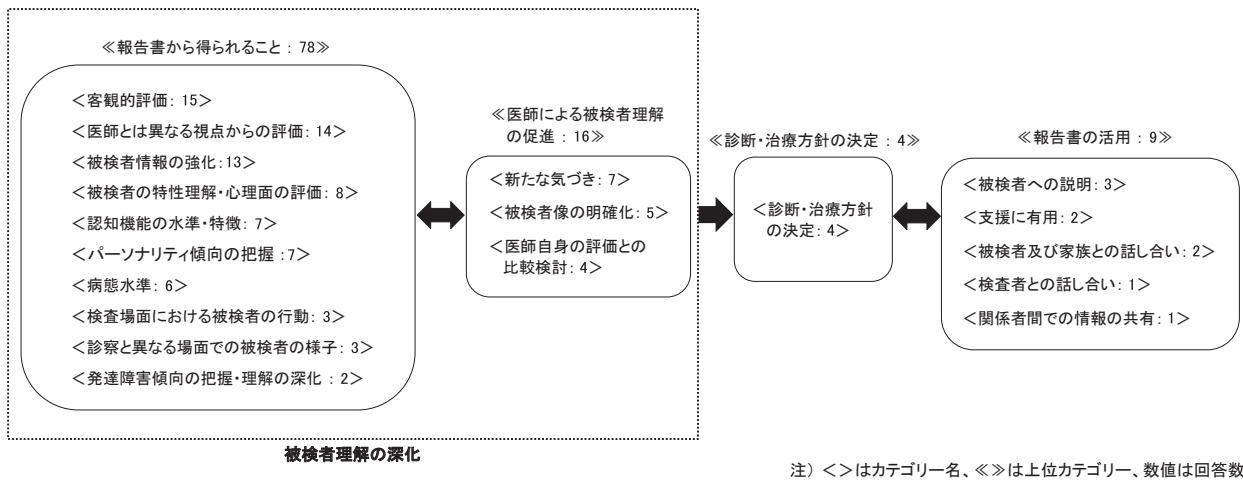 ≪報告書から得られること : 78≫
<客観的評価: 15>
<医師とは異なる視点からの評価: 14>
<被検者情報の強化:13>
<被検者の特性理解・心理面の評価 : 8>
<認知機能の水準・特徴: 7>
<パーソナリティ傾向の把握 :7>
<病態水準: 6>
<検査場面における被検者の行動: 3>
<診察と異なる場面での被検者の様子: 3>
<発達障害傾向の把握・理解の深化 : 2>
≪医師による被検者理解
の促進 : 16≫
<新たな気づき: 7>
<被検者像の明確化: 5>
<医師自身の評価との
比較検討: 4>
被検者理解の深化
≪診断・治療方針の決定 : 4≫
<診断・治療方針
の決定: 4>
≪報告書の活用 : 9≫
<被検者への説明: 3>
<支援に有用: 2>
<被検者及び家族との話し合い: 2>
<検査者との話し合い: 1>
<関係者間での情報の共有: 1>
注) <>はカテゴリー名、≪≫は上位カテゴリー、数値は回答数